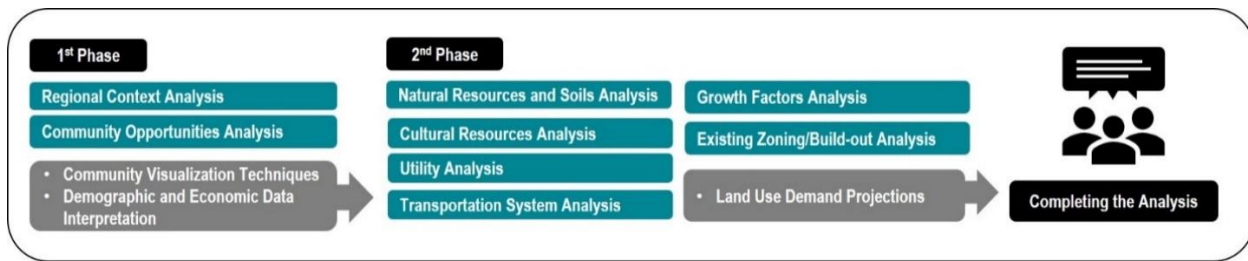 1st Phase
Regional Context Analysis
Community Opportunities Analysis
• Community Visualization Techniques
• Demographic and Economic Data
Interpretation
2nd Phase
Natural Resources and Soils Analysis
Cultural Resources Analysis
Utility Analysis
Transportation System Analysis
Growth Factors Analysis
Existing Zoning/Build-out Analysis
• Land Use Demand Projections
Completing the Analysis